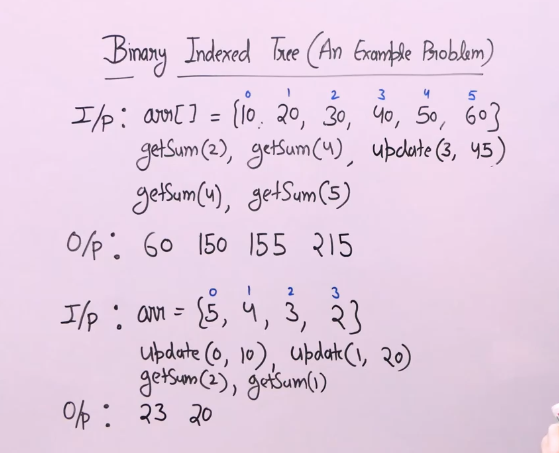 Binary Indexed Tree (An Example Problem)
0 1 2 3 4 5
I/p: arr[] = {10, 20, 30, 40, 50, 60}
getSum(2), getSum(4), update(3, 45)
getSum(4), getSum(5)
O/p: 60 150 155 215
0 1 2 3
I/p: arr = {5, 4, 3, 2}
update(0, 10), update(1, 20)
getSum(2), getSum(1)
O/p: 23 20